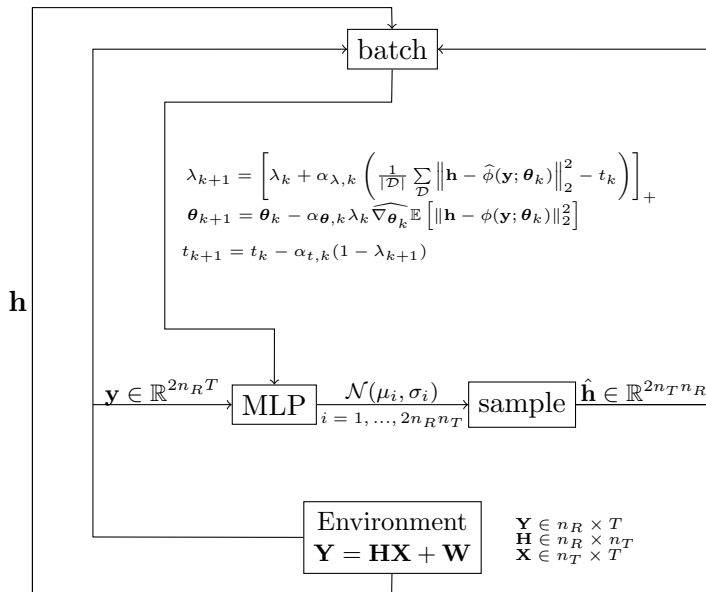 batch
λ_{k+1} = [λ_k + α_{λ,k} (1/|𝒟| ∑_𝒟 ‖𝐡 − ϕ̂(𝐲; 𝜽_k)‖₂² − t_k)]_+
𝜽_{k+1} = 𝜽_k − α_{𝜽,k} λ_k \widehat{∇_{𝜽_k}} 𝔼 [‖𝐡 − ϕ(𝐲; 𝜽_k)‖₂²]
t_{k+1} = t_k − α_{t,k}(1 − λ_{k+1})
𝐡
𝐲 ∈ ℝ^{2n_R T}
MLP
𝒩(μ_i, σ_i)
i = 1, ..., 2n_R n_T
sample
𝐡̂ ∈ ℝ^{2n_T n_R}
Environment
𝐘 = 𝐇𝐗 + 𝐖
𝐘 ∈ n_R × T
𝐇 ∈ n_R × n_T
𝐗 ∈ n_T × T